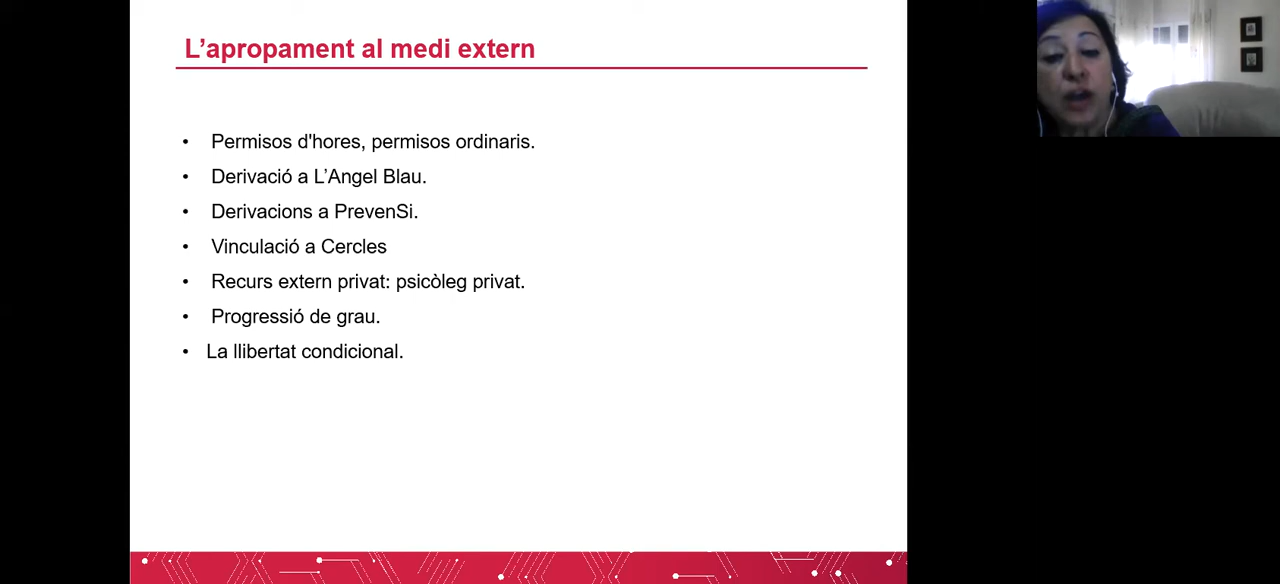 L’apropament al medi extern
• Permisos d'hores, permisos ordinaris.
• Derivació a L’Angel Blau.
• Derivacions a PrevenSi.
• Vinculació a Cercles
• Recurs extern privat: psicòleg privat.
• Progressió de grau.
• La llibertat condicional.